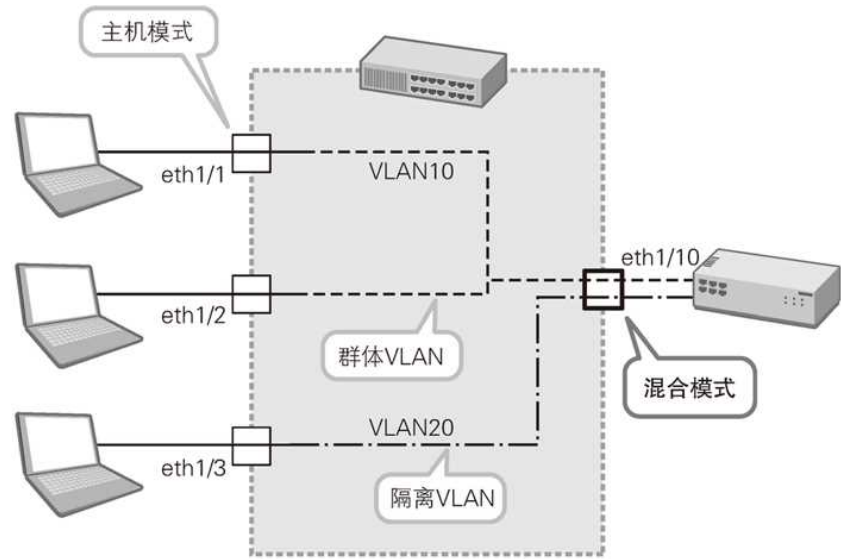 主机模式
eth1/1
VLAN10
eth1/10
eth1/2
群体VLAN
混合模式
VLAN20
eth1/3
隔离VLAN